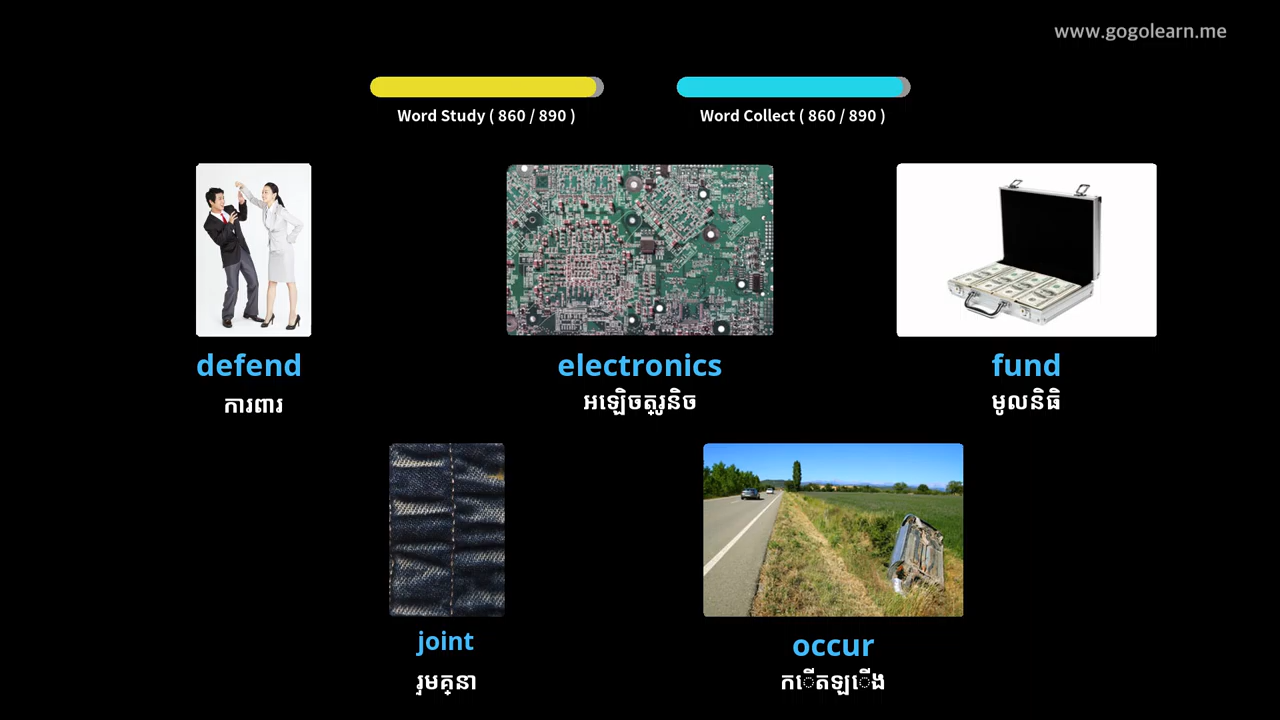 www.gogolearn.me
Word Study ( 860 / 890 )
Word Collect ( 860 / 890 )
defend
ការពារ
electronics
អេឡិចត្រូនិច
fund
មូលនិធិ
joint
រួមគ្នា
occur
កើតឡើង